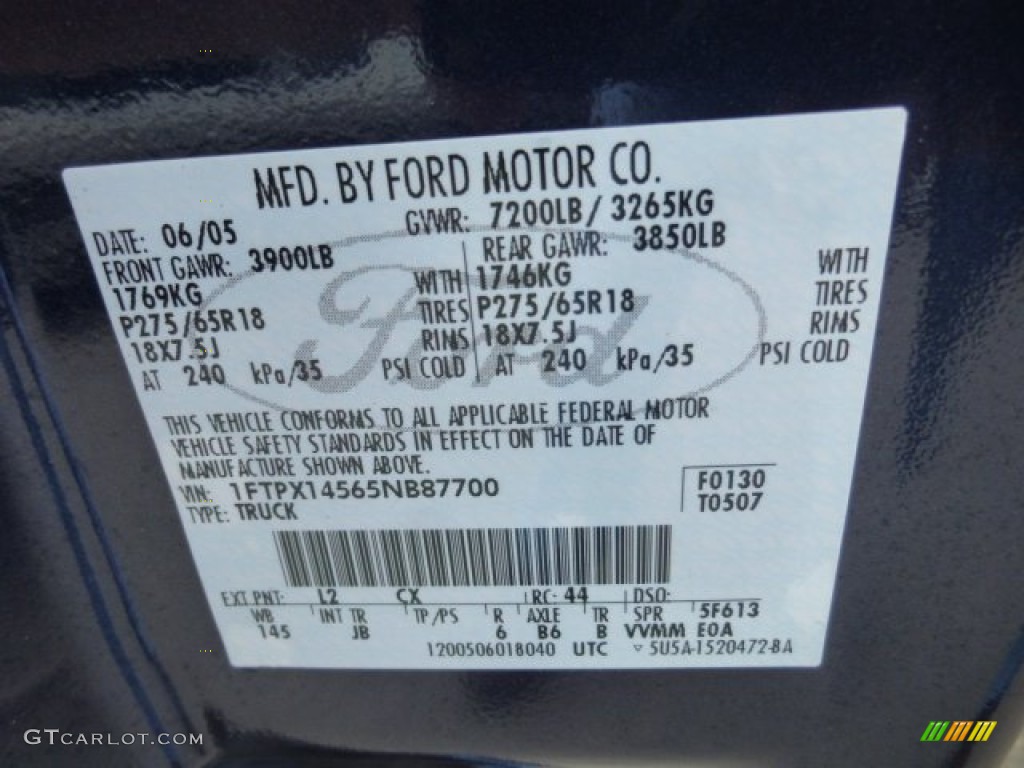 MFD. BY FORD MOTOR CO.
DATE: 06/05 GVWR: 7200LB/ 3265KG
FRONT GAWR: 3900LB REAR GAWR: 3850LB
1769KG WITH 1746KG WITH
P275/65R18 TIRES P275/65R18 TIRES
18X7.5J RIMS 18X7.5J RIMS
AT 240 kPa/35 PSI COLD AT 240 kPa/35 PSI COLD
Ford
THIS VEHICLE CONFORMS TO ALL APPLICABLE FEDERAL MOTOR
VEHICLE SAFETY STANDARDS IN EFFECT ON THE DATE OF
MANUFACTURE SHOWN ABOVE.
VIN: 1FTPX14565NB87700 F0130
TYPE: TRUCK T0507
EXT PNT: L2 CX RC: 44 DSO:
WB INT TR TP/PS R AXLE TR SPR 5F613
145 JB 6 B6 B VVMM E0A
1200506018040 UTC ▿ 5U5A-1520472-BA
GTCARLOT.COM